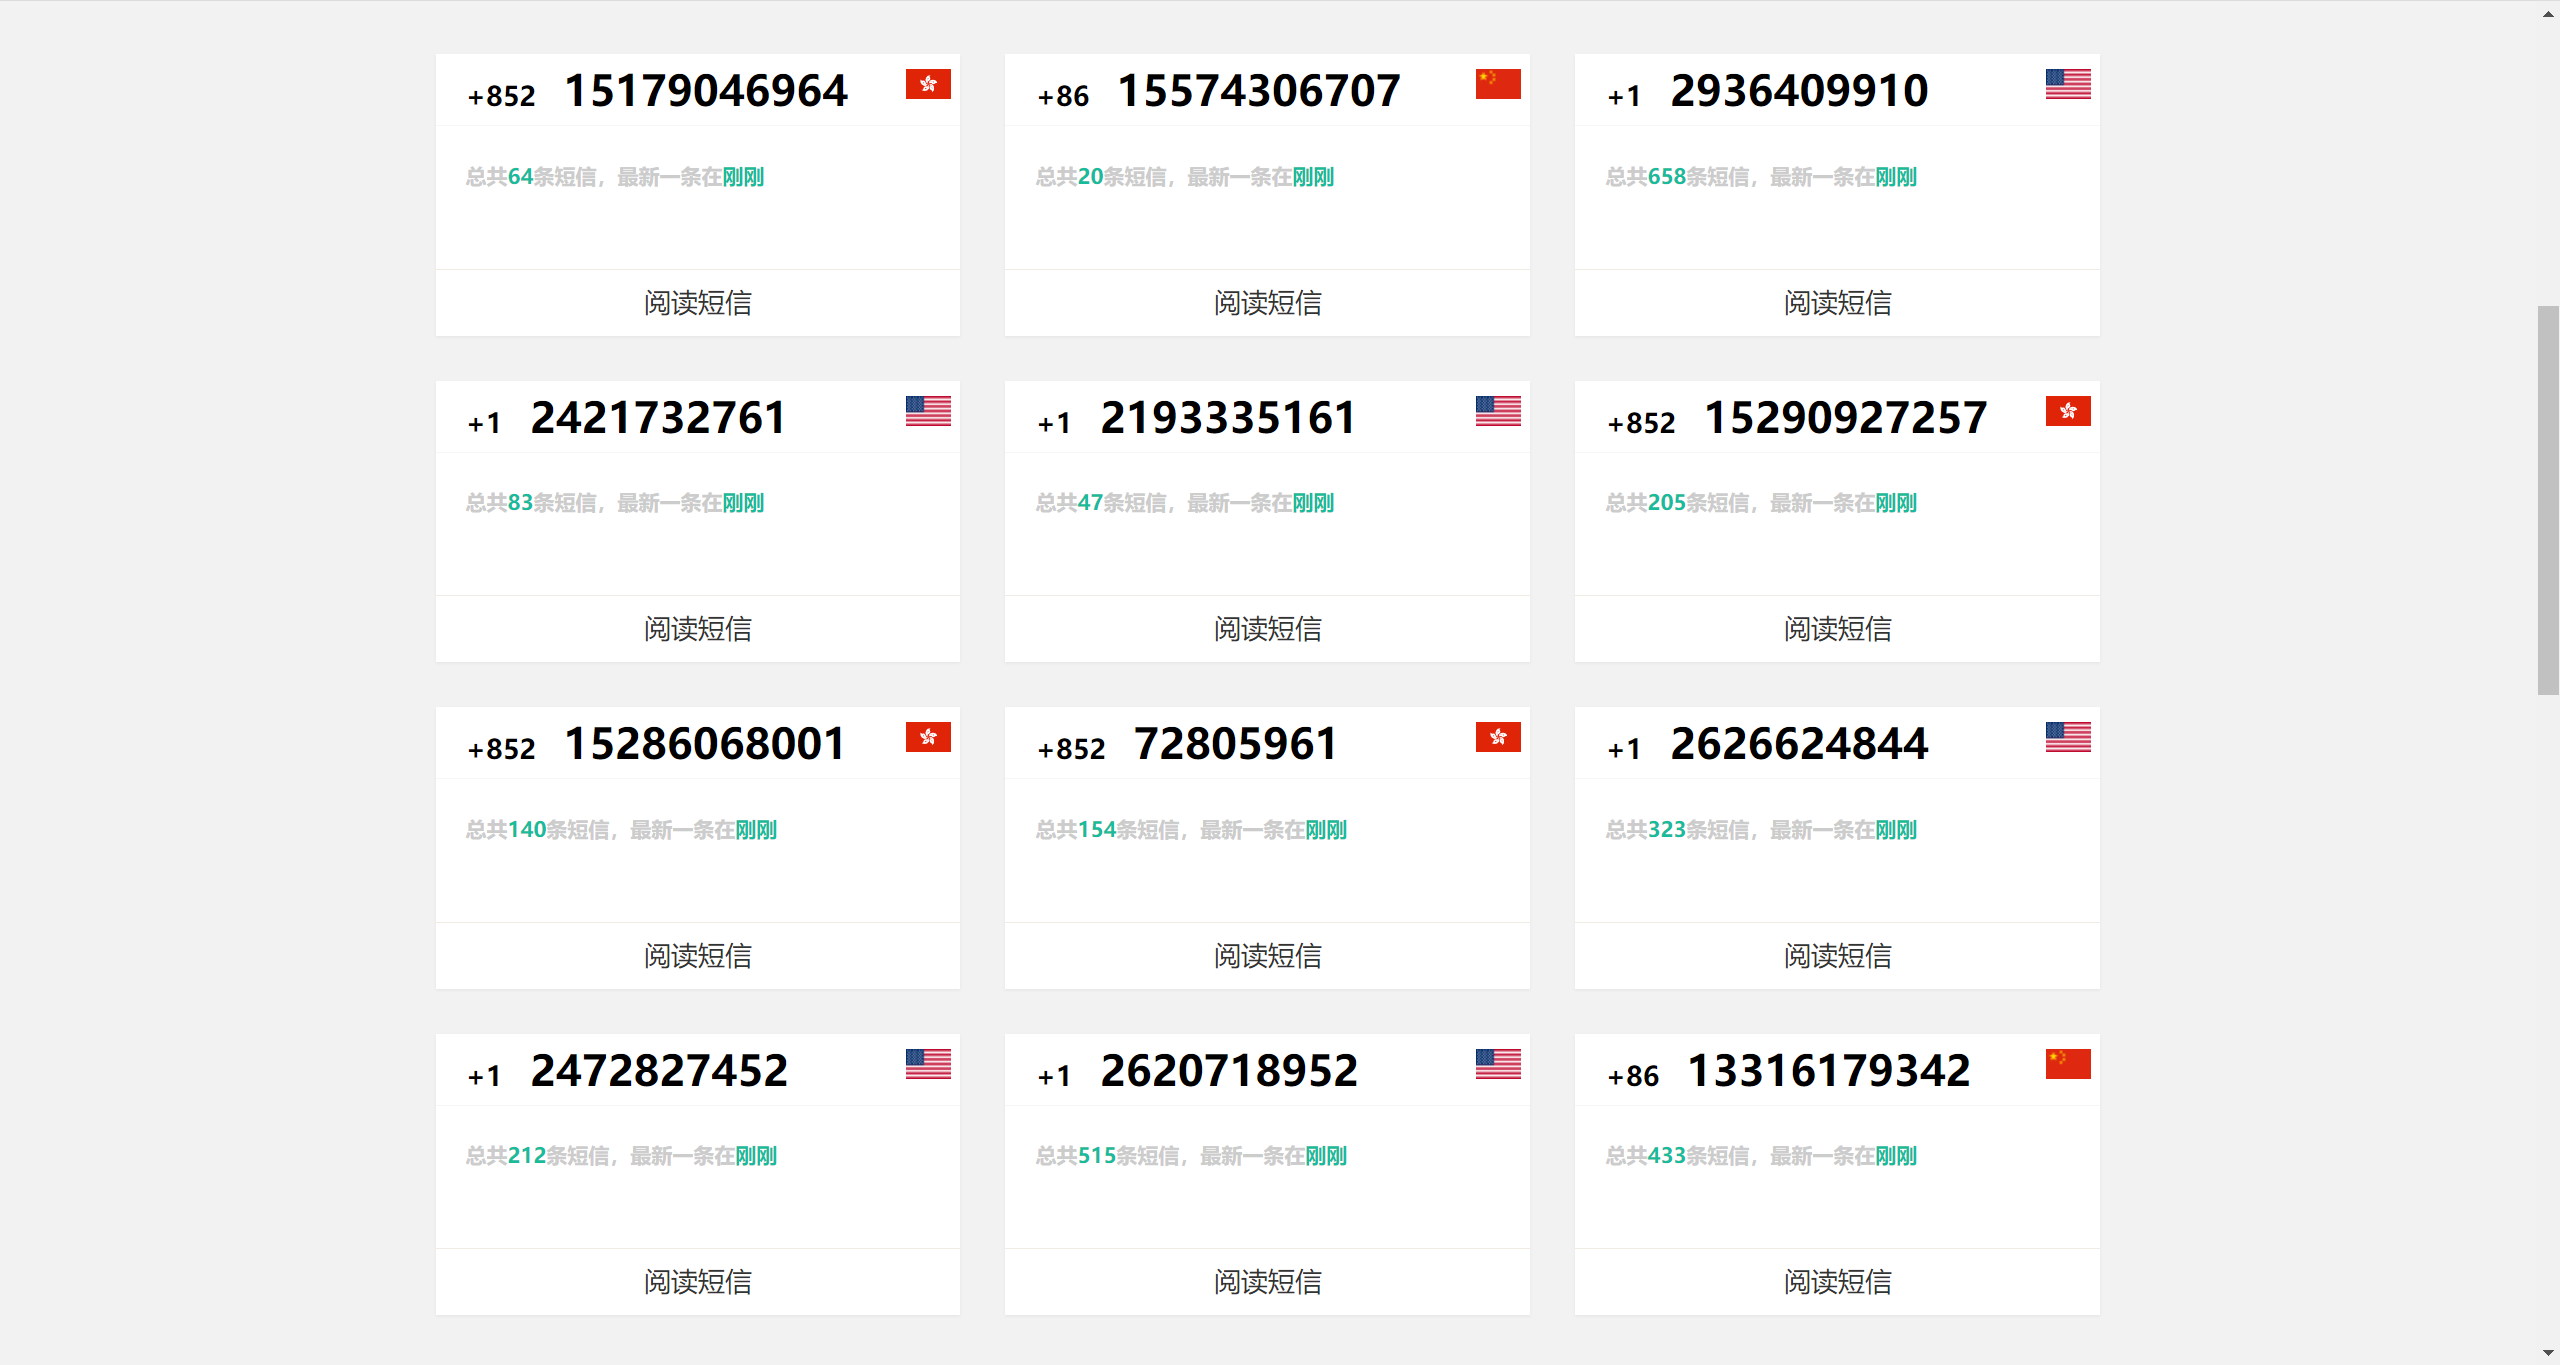 +852 15179046964
总共64条短信，最新一条在刚刚
阅读短信
+86 15574306707
总共20条短信，最新一条在刚刚
阅读短信
+1 2936409910
总共658条短信，最新一条在刚刚
阅读短信
+1 2421732761
总共83条短信，最新一条在刚刚
阅读短信
+1 2193335161
总共47条短信，最新一条在刚刚
阅读短信
+852 15290927257
总共205条短信，最新一条在刚刚
阅读短信
+852 15286068001
总共140条短信，最新一条在刚刚
阅读短信
+852 72805961
总共154条短信，最新一条在刚刚
阅读短信
+1 2626624844
总共323条短信，最新一条在刚刚
阅读短信
+1 2472827452
总共212条短信，最新一条在刚刚
阅读短信
+1 2620718952
总共515条短信，最新一条在刚刚
阅读短信
+86 13316179342
总共433条短信，最新一条在刚刚
阅读短信